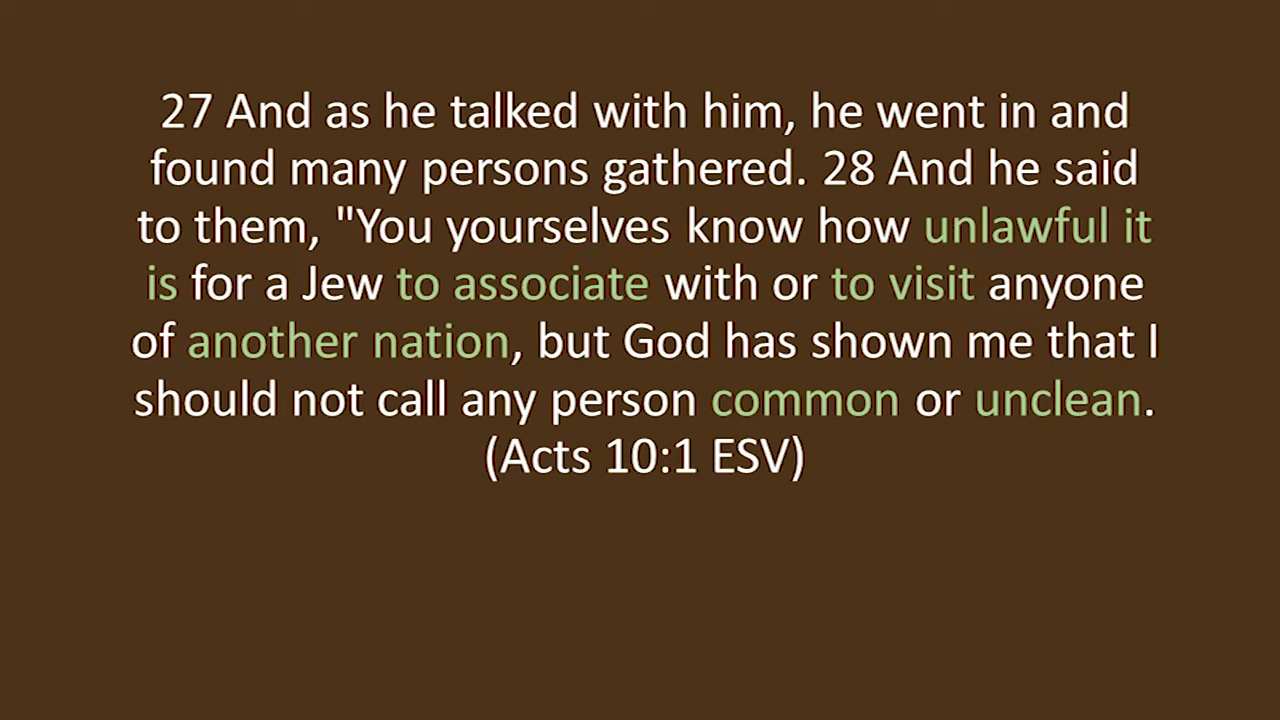 27 And as he talked with him, he went in and
found many persons gathered. 28 And he said
to them, "You yourselves know how unlawful it
is for a Jew to associate with or to visit anyone
of another nation, but God has shown me that I
should not call any person common or unclean.
(Acts 10:1 ESV)